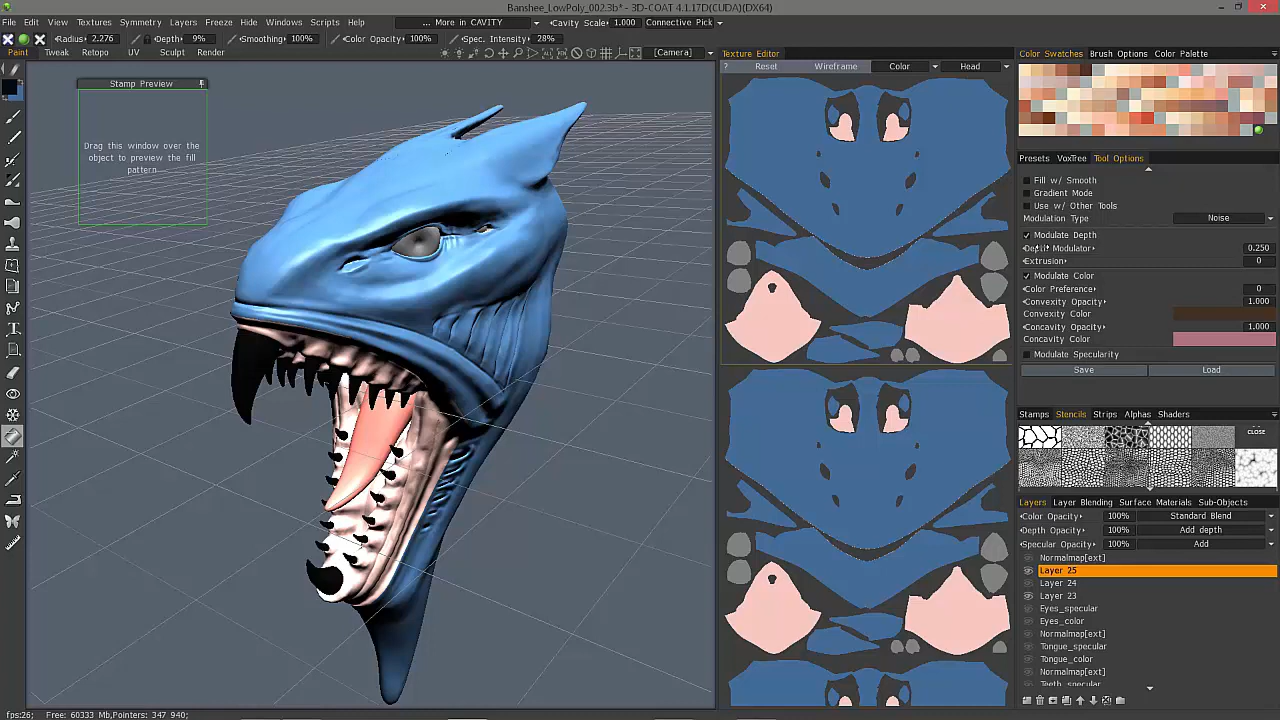 Banshee_LowPoly_002.3b* - 3D-COAT 4.1.17D(CUDA)(DX64)
File Edit View Textures Symmetry Layers Freeze Hide Windows Scripts Help ... More in CAVITY Cavity Scale: 1.000 Connective Pick
Radius: 2.276 Depth: 9% Smoothing: 100% Color Opacity: 100% Spec. Intensity: 28%
Paint Tweak Retopo UV Sculpt Render [Camera]
Stamp Preview
Drag this window over the
object to preview the fill
pattern
Texture Editor
? Reset Wireframe Color Head
Color Swatches Brush Options Color Palette
Presets VoxTree Tool Options
Fill w/ Smooth
Gradient Mode
Use w/ Other Tools
Modulation Type Noise
Modulate Depth
Depth Modulator 0.250
Extrusion: 0
Modulate Color
Color Preference: 0
Convexity Opacity: 1.000
Convexity Color
Concavity Opacity: 1.000
Concavity Color
Modulate Specularity
Save Load
Stamps Stencils Strips Alphas Shaders
CLOSE
Layers Layer Blending Surface Materials Sub-Objects
Color Opacity: 100% Standard Blend
Depth Opacity: 100% Add depth
Specular Opacity: 100% Add
Normalmap[ext]
Layer 25
Layer 24
Layer 23
Eyes_specular
Eyes_color
Normalmap[ext]
Tongue_specular
Tongue_color
Normalmap[ext]
Teeth_specular
fps:26; Free: 60333 Mb,Pointers: 347 940;